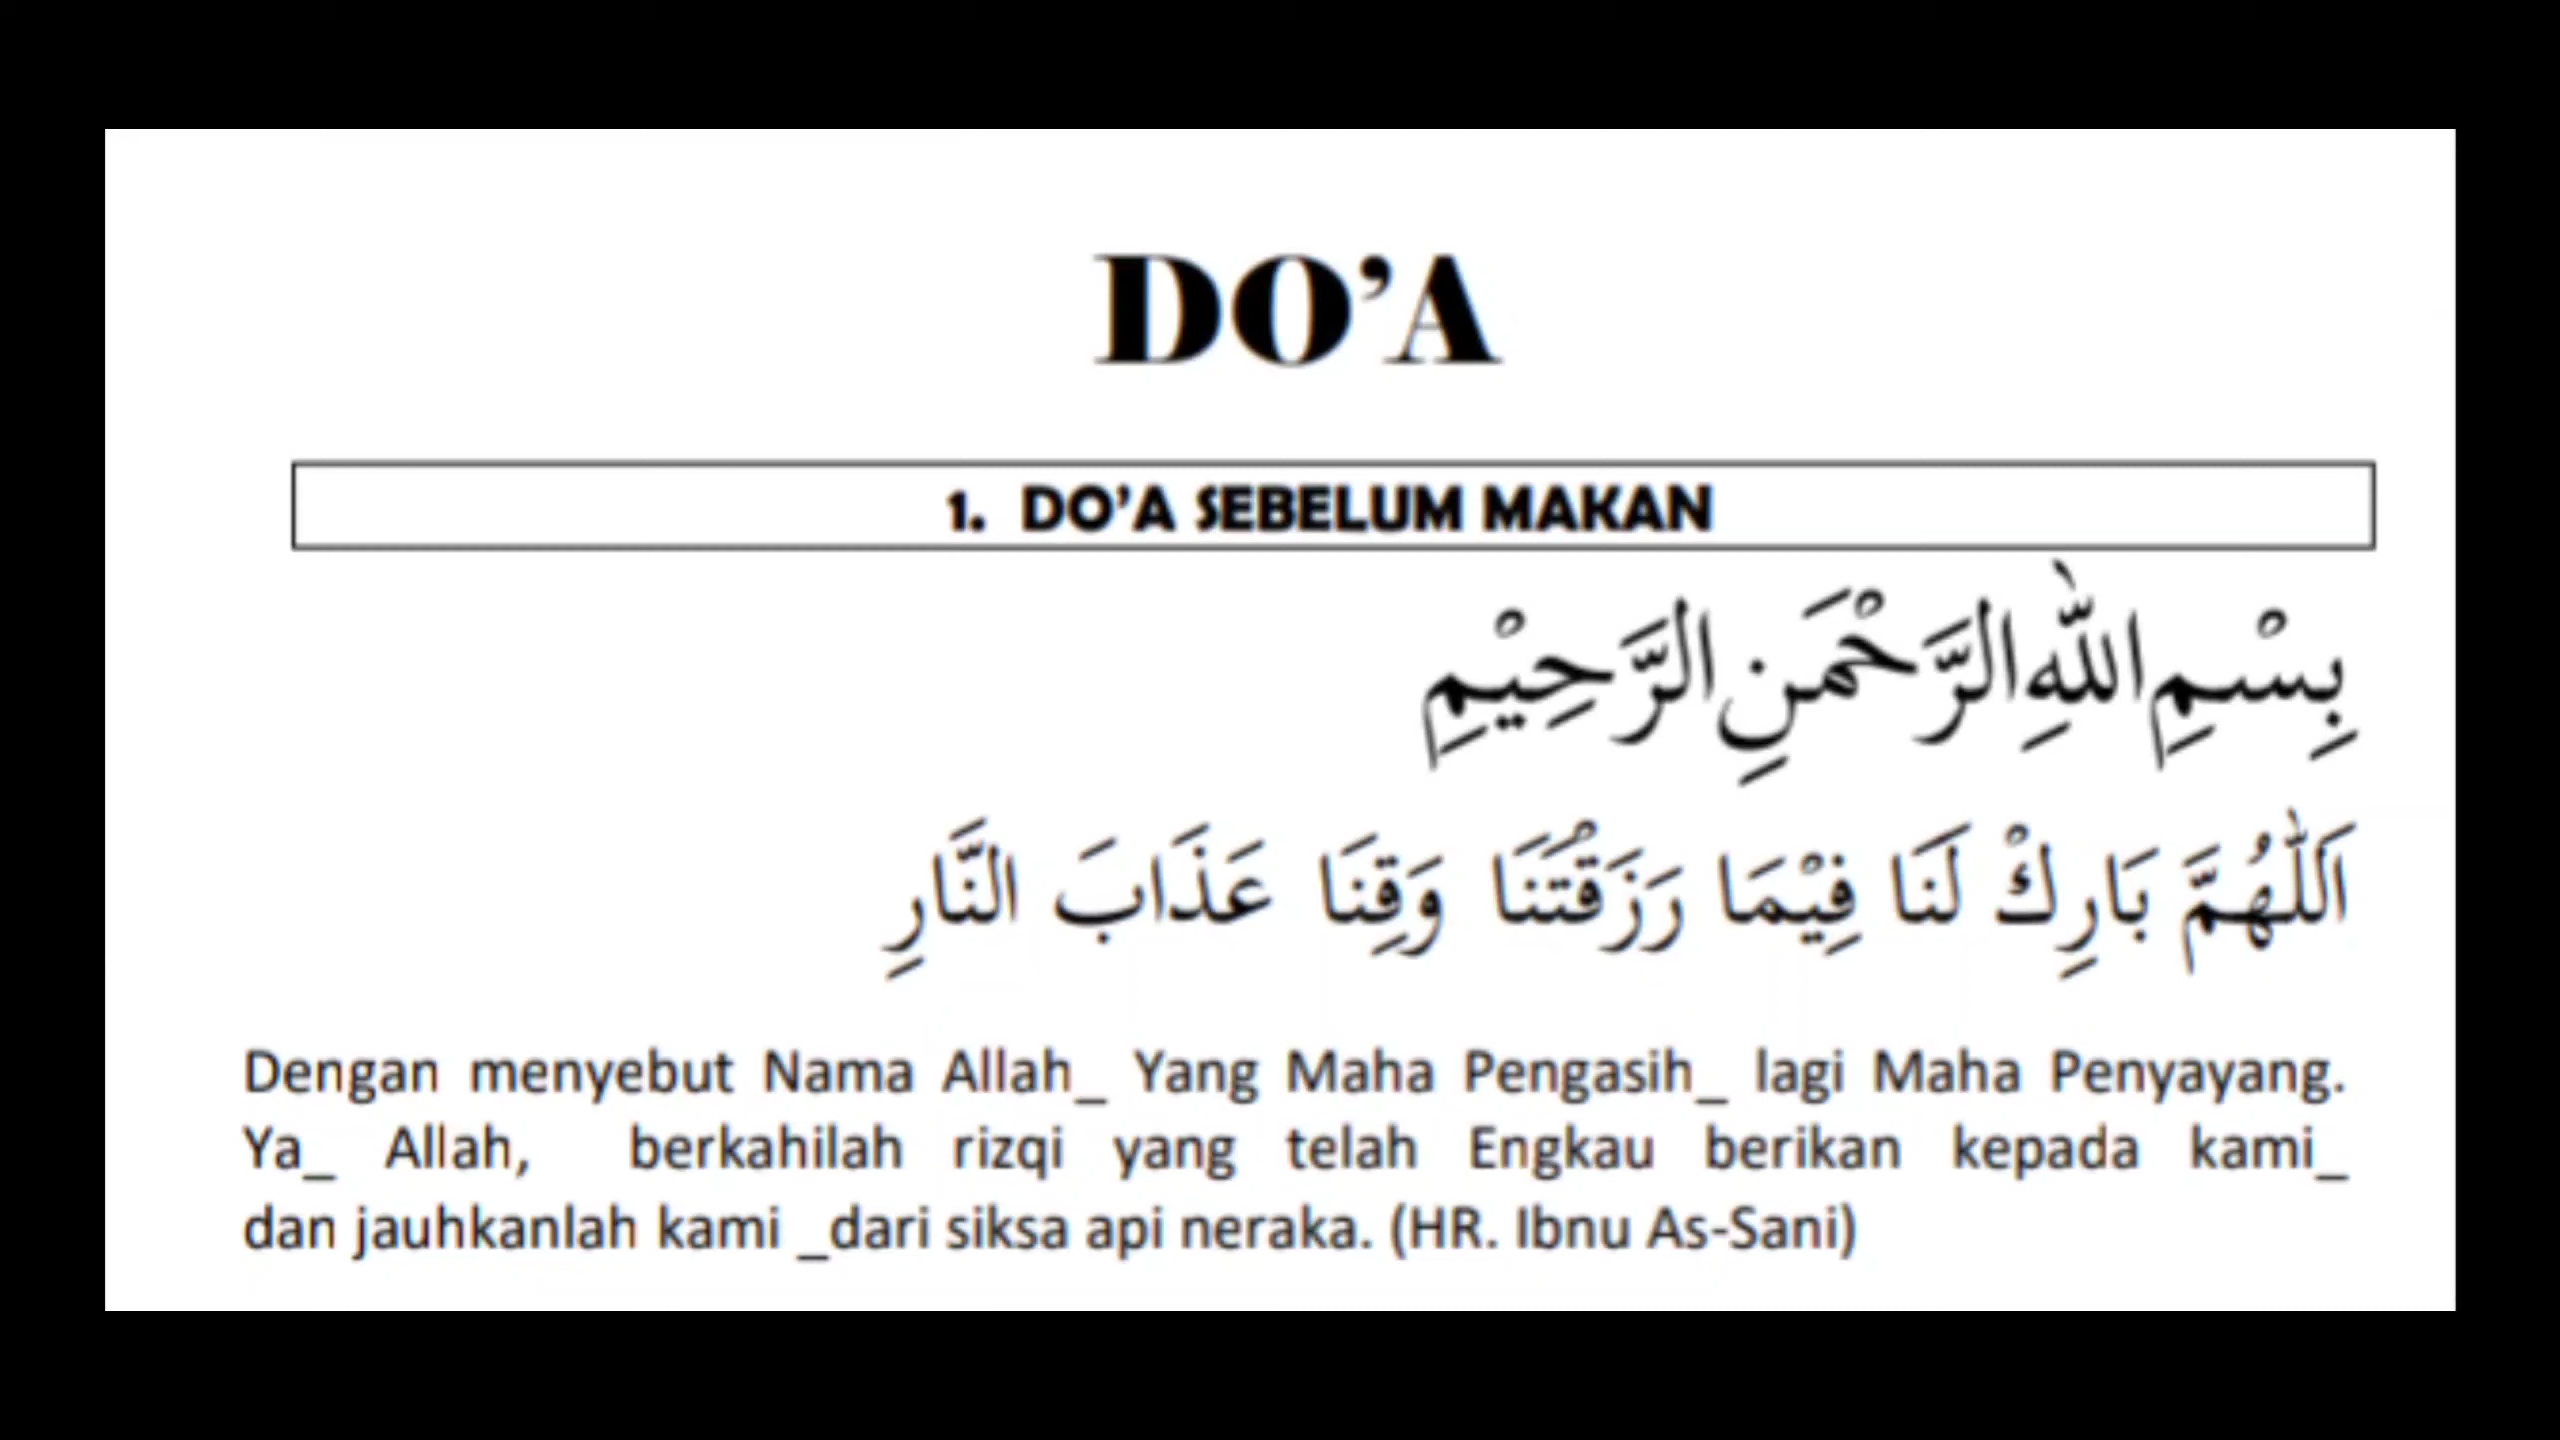 DO’A
1. DO’A SEBELUM MAKAN
بِسْمِ اللّٰهِ الرَّحْمَنِ الرَّحِيْمِ
اَللّٰهُمَّ بَارِكْ لَنَا فِيْمَا رَزَقْتَنَا وَقِنَا عَذَابَ النَّارِ
Dengan menyebut Nama Allah_ Yang Maha Pengasih_ lagi Maha Penyayang.
Ya_ Allah, berkahilah rizqi yang telah Engkau berikan kepada kami_
dan jauhkanlah kami _dari siksa api neraka. (HR. Ibnu As-Sani)